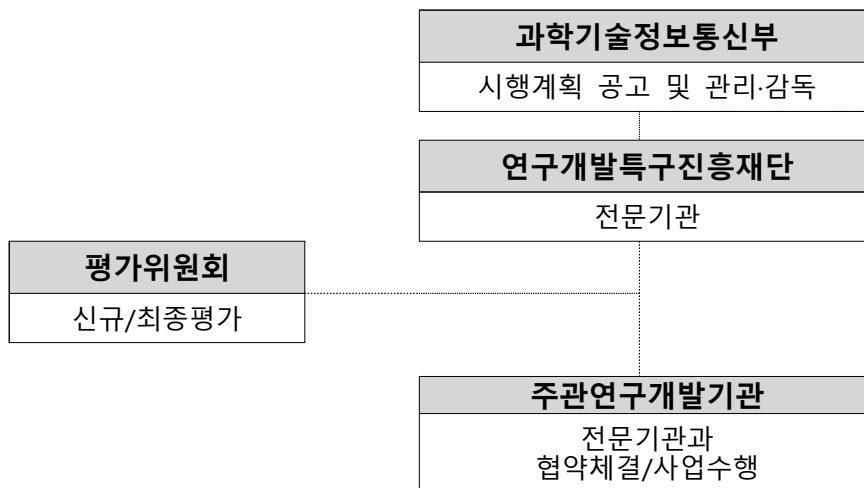 과학기술정보통신부
시행계획 공고 및 관리·감독
연구개발특구진흥재단
전문기관
평가위원회
신규/최종평가
주관연구개발기관
전문기관과
협약체결/사업수행